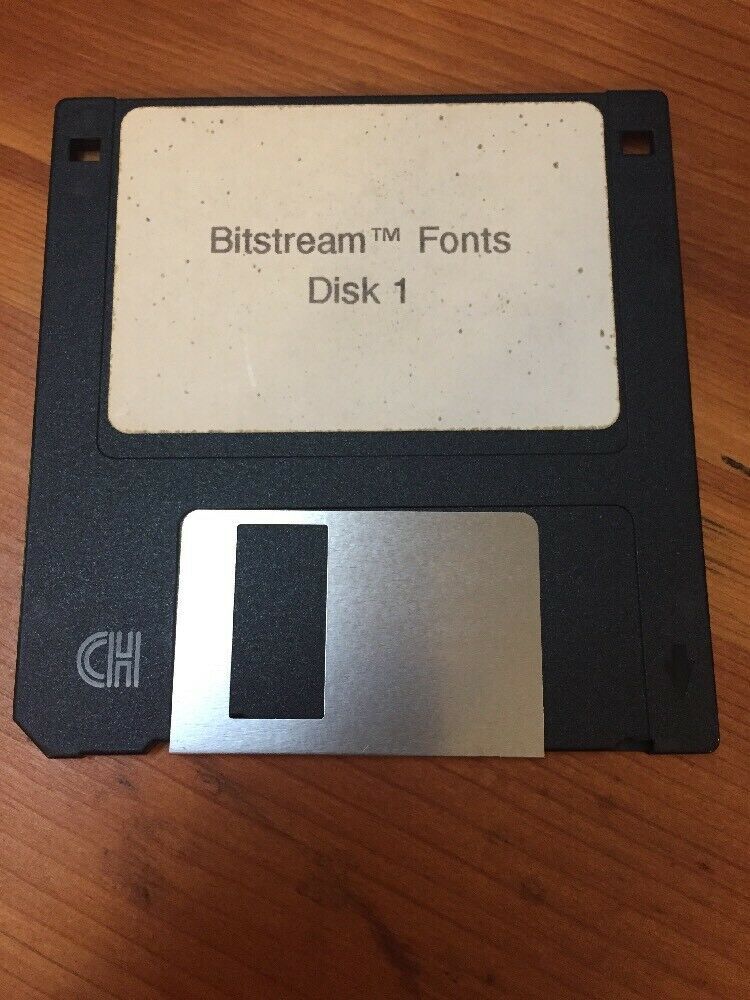 Bitstream™ Fonts
Disk 1
CH